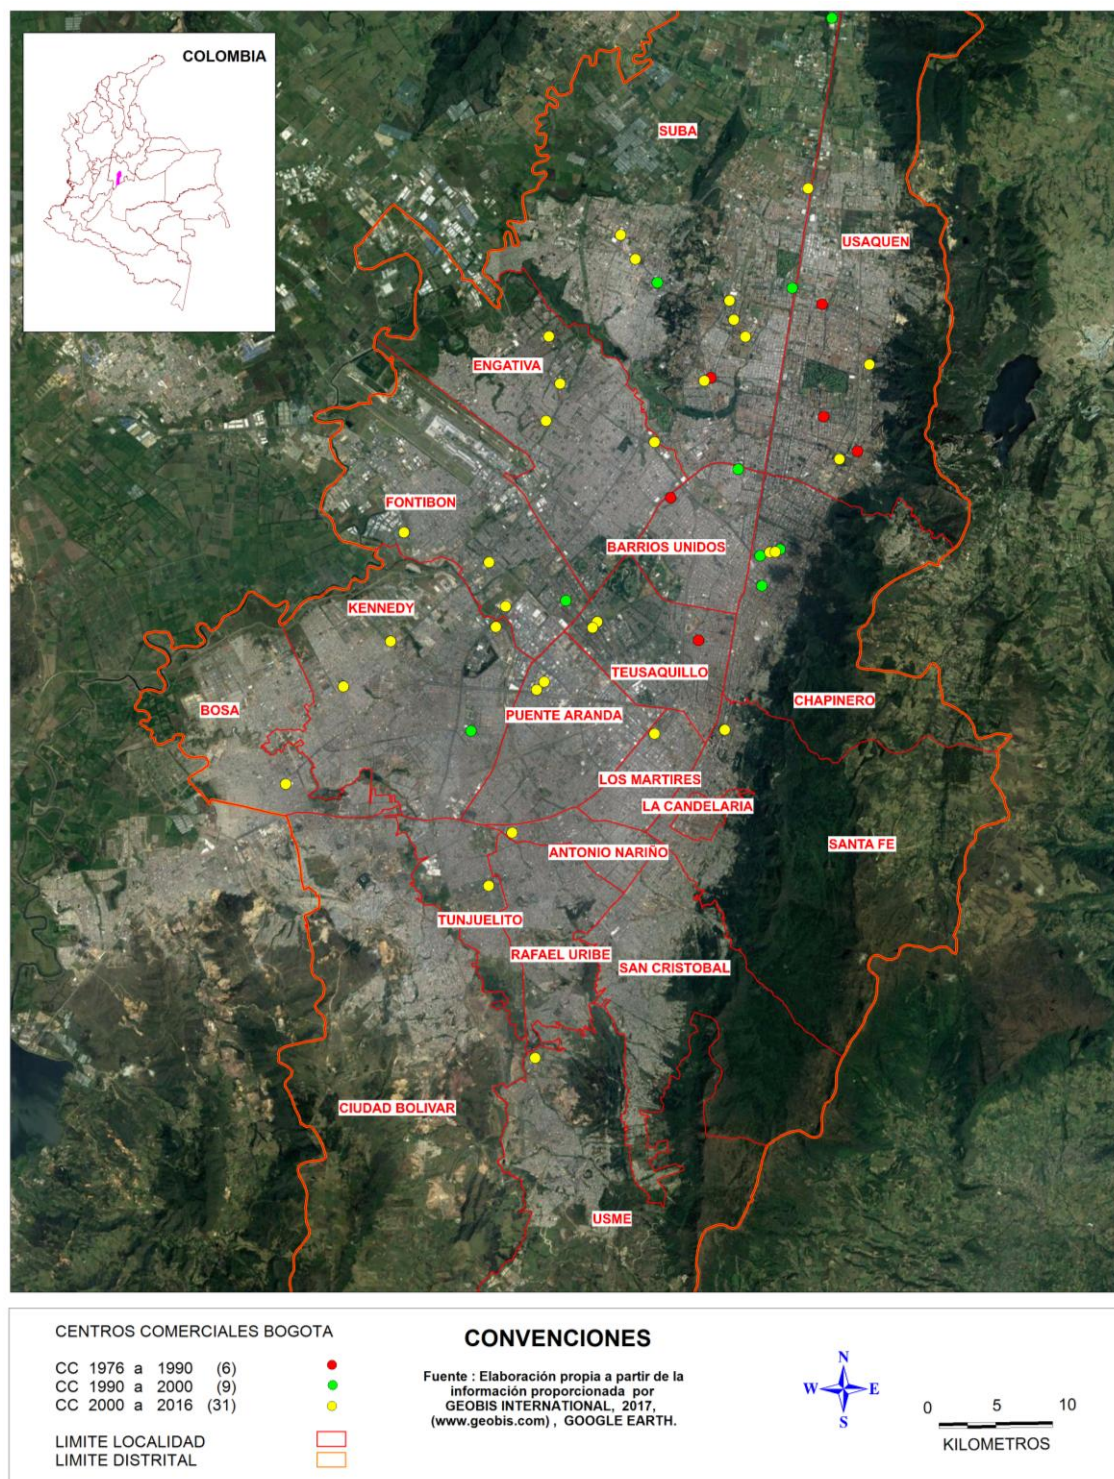 COLOMBIA
SUBA
USAQUEN
ENGATIVA
FONTIBON
BARRIOS UNIDOS
KENNEDY
TEUSAQUILLO
CHAPINERO
BOSA
PUENTE ARANDA
LOS MARTIRES
LA CANDELARIA
SANTA FE
ANTONIO NARIÑO
TUNJUELITO
RAFAEL URIBE
SAN CRISTOBAL
CIUDAD BOLIVAR
USME
CENTROS COMERCIALES BOGOTA
CC 1976 a 1990 (6)
CC 1990 a 2000 (9)
CC 2000 a 2016 (31)
LIMITE LOCALIDAD
LIMITE DISTRITAL
CONVENCIONES
Fuente : Elaboración propia a partir de la
información proporcionada por
GEOBIS INTERNATIONAL, 2017,
(www.geobis.com) , GOOGLE EARTH.
N
W E
S
0 5 10
KILOMETROS